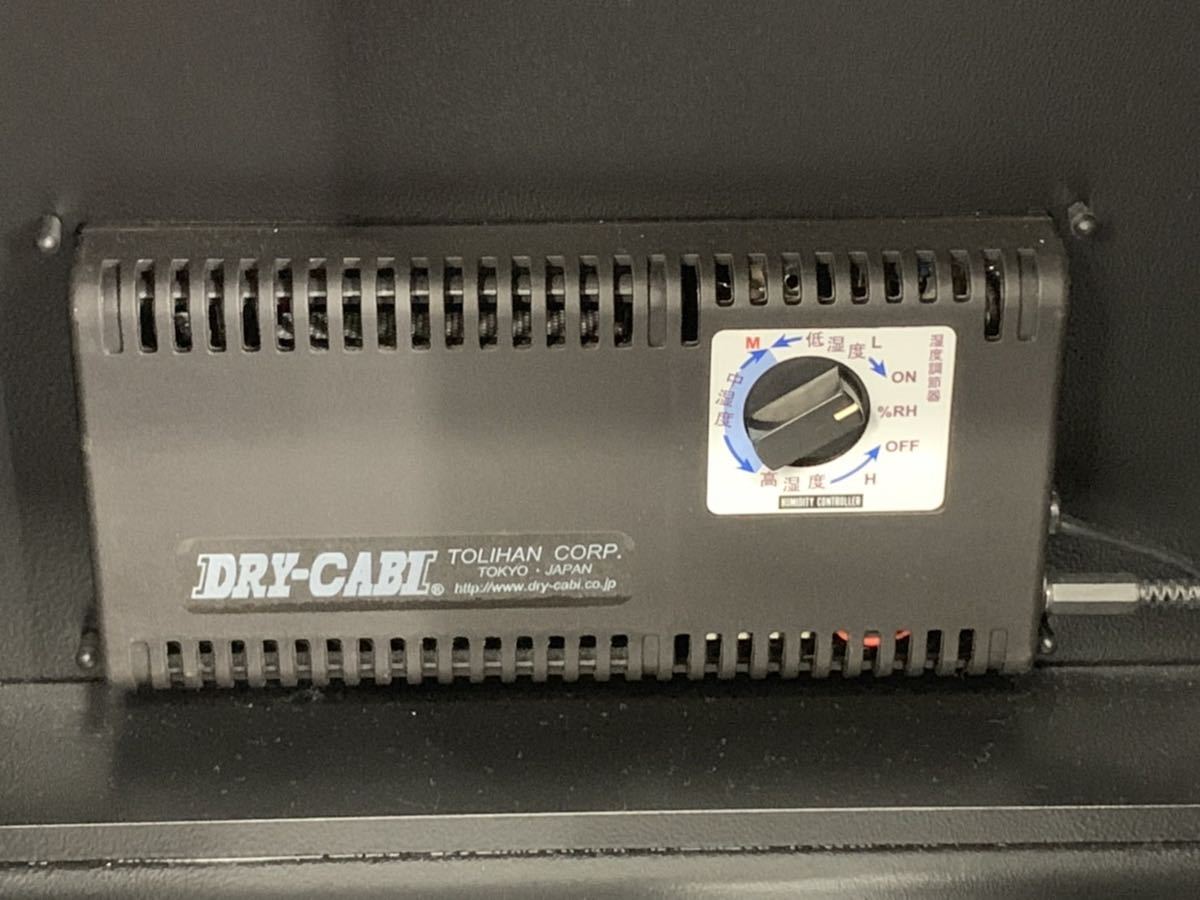 M
低湿度 L
湿度調節器
ON
中湿度
%RH
OFF
高湿度 H
HUMIDITY CONTROLLER
DRY-CABI®
TOLIHAN CORP.
TOKYO・JAPAN
http://www.dry-cabi.co.jp